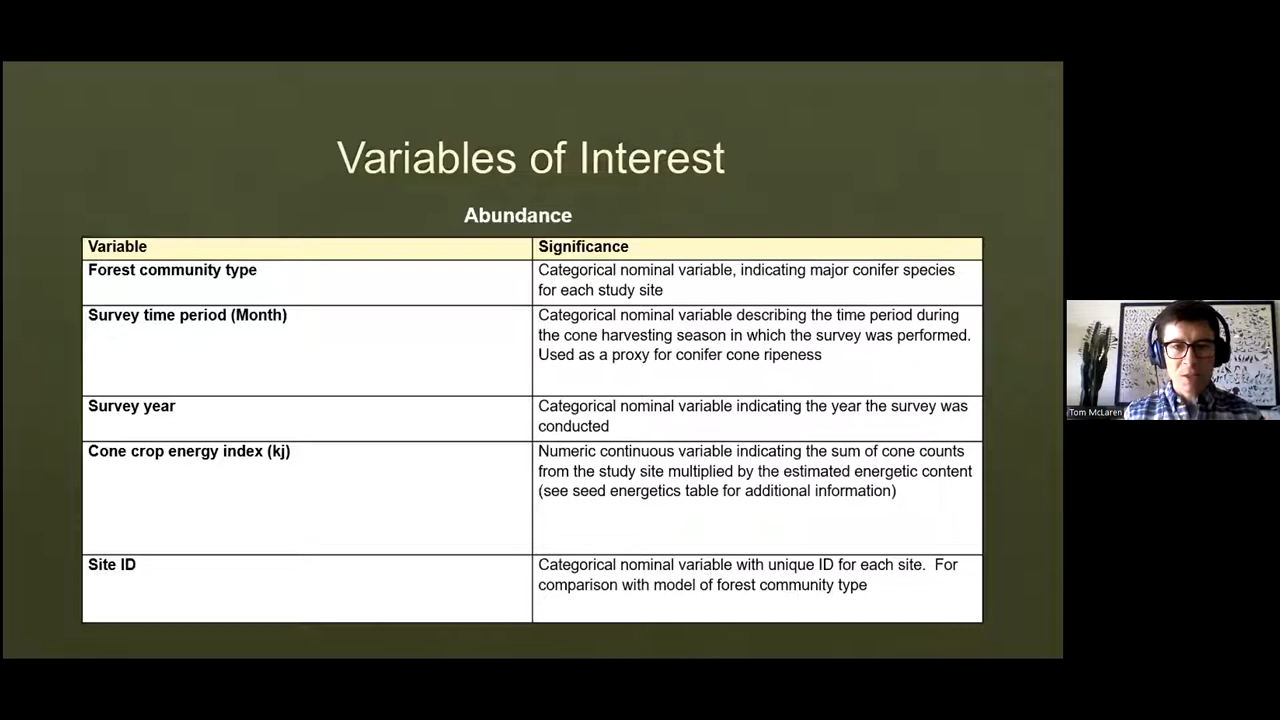 Variables of Interest
Abundance
Variable
Significance
Forest community type
Categorical nominal variable, indicating major conifer species
for each study site
Survey time period (Month)
Categorical nominal variable describing the time period during
the cone harvesting season in which the survey was performed.
Used as a proxy for conifer cone ripeness
Survey year
Categorical nominal variable indicating the year the survey was
conducted
Cone crop energy index (kj)
Numeric continuous variable indicating the sum of cone counts
from the study site multiplied by the estimated energetic content
(see seed energetics table for additional information)
Site ID
Categorical nominal variable with unique ID for each site.  For
comparison with model of forest community type
Tom McLaren